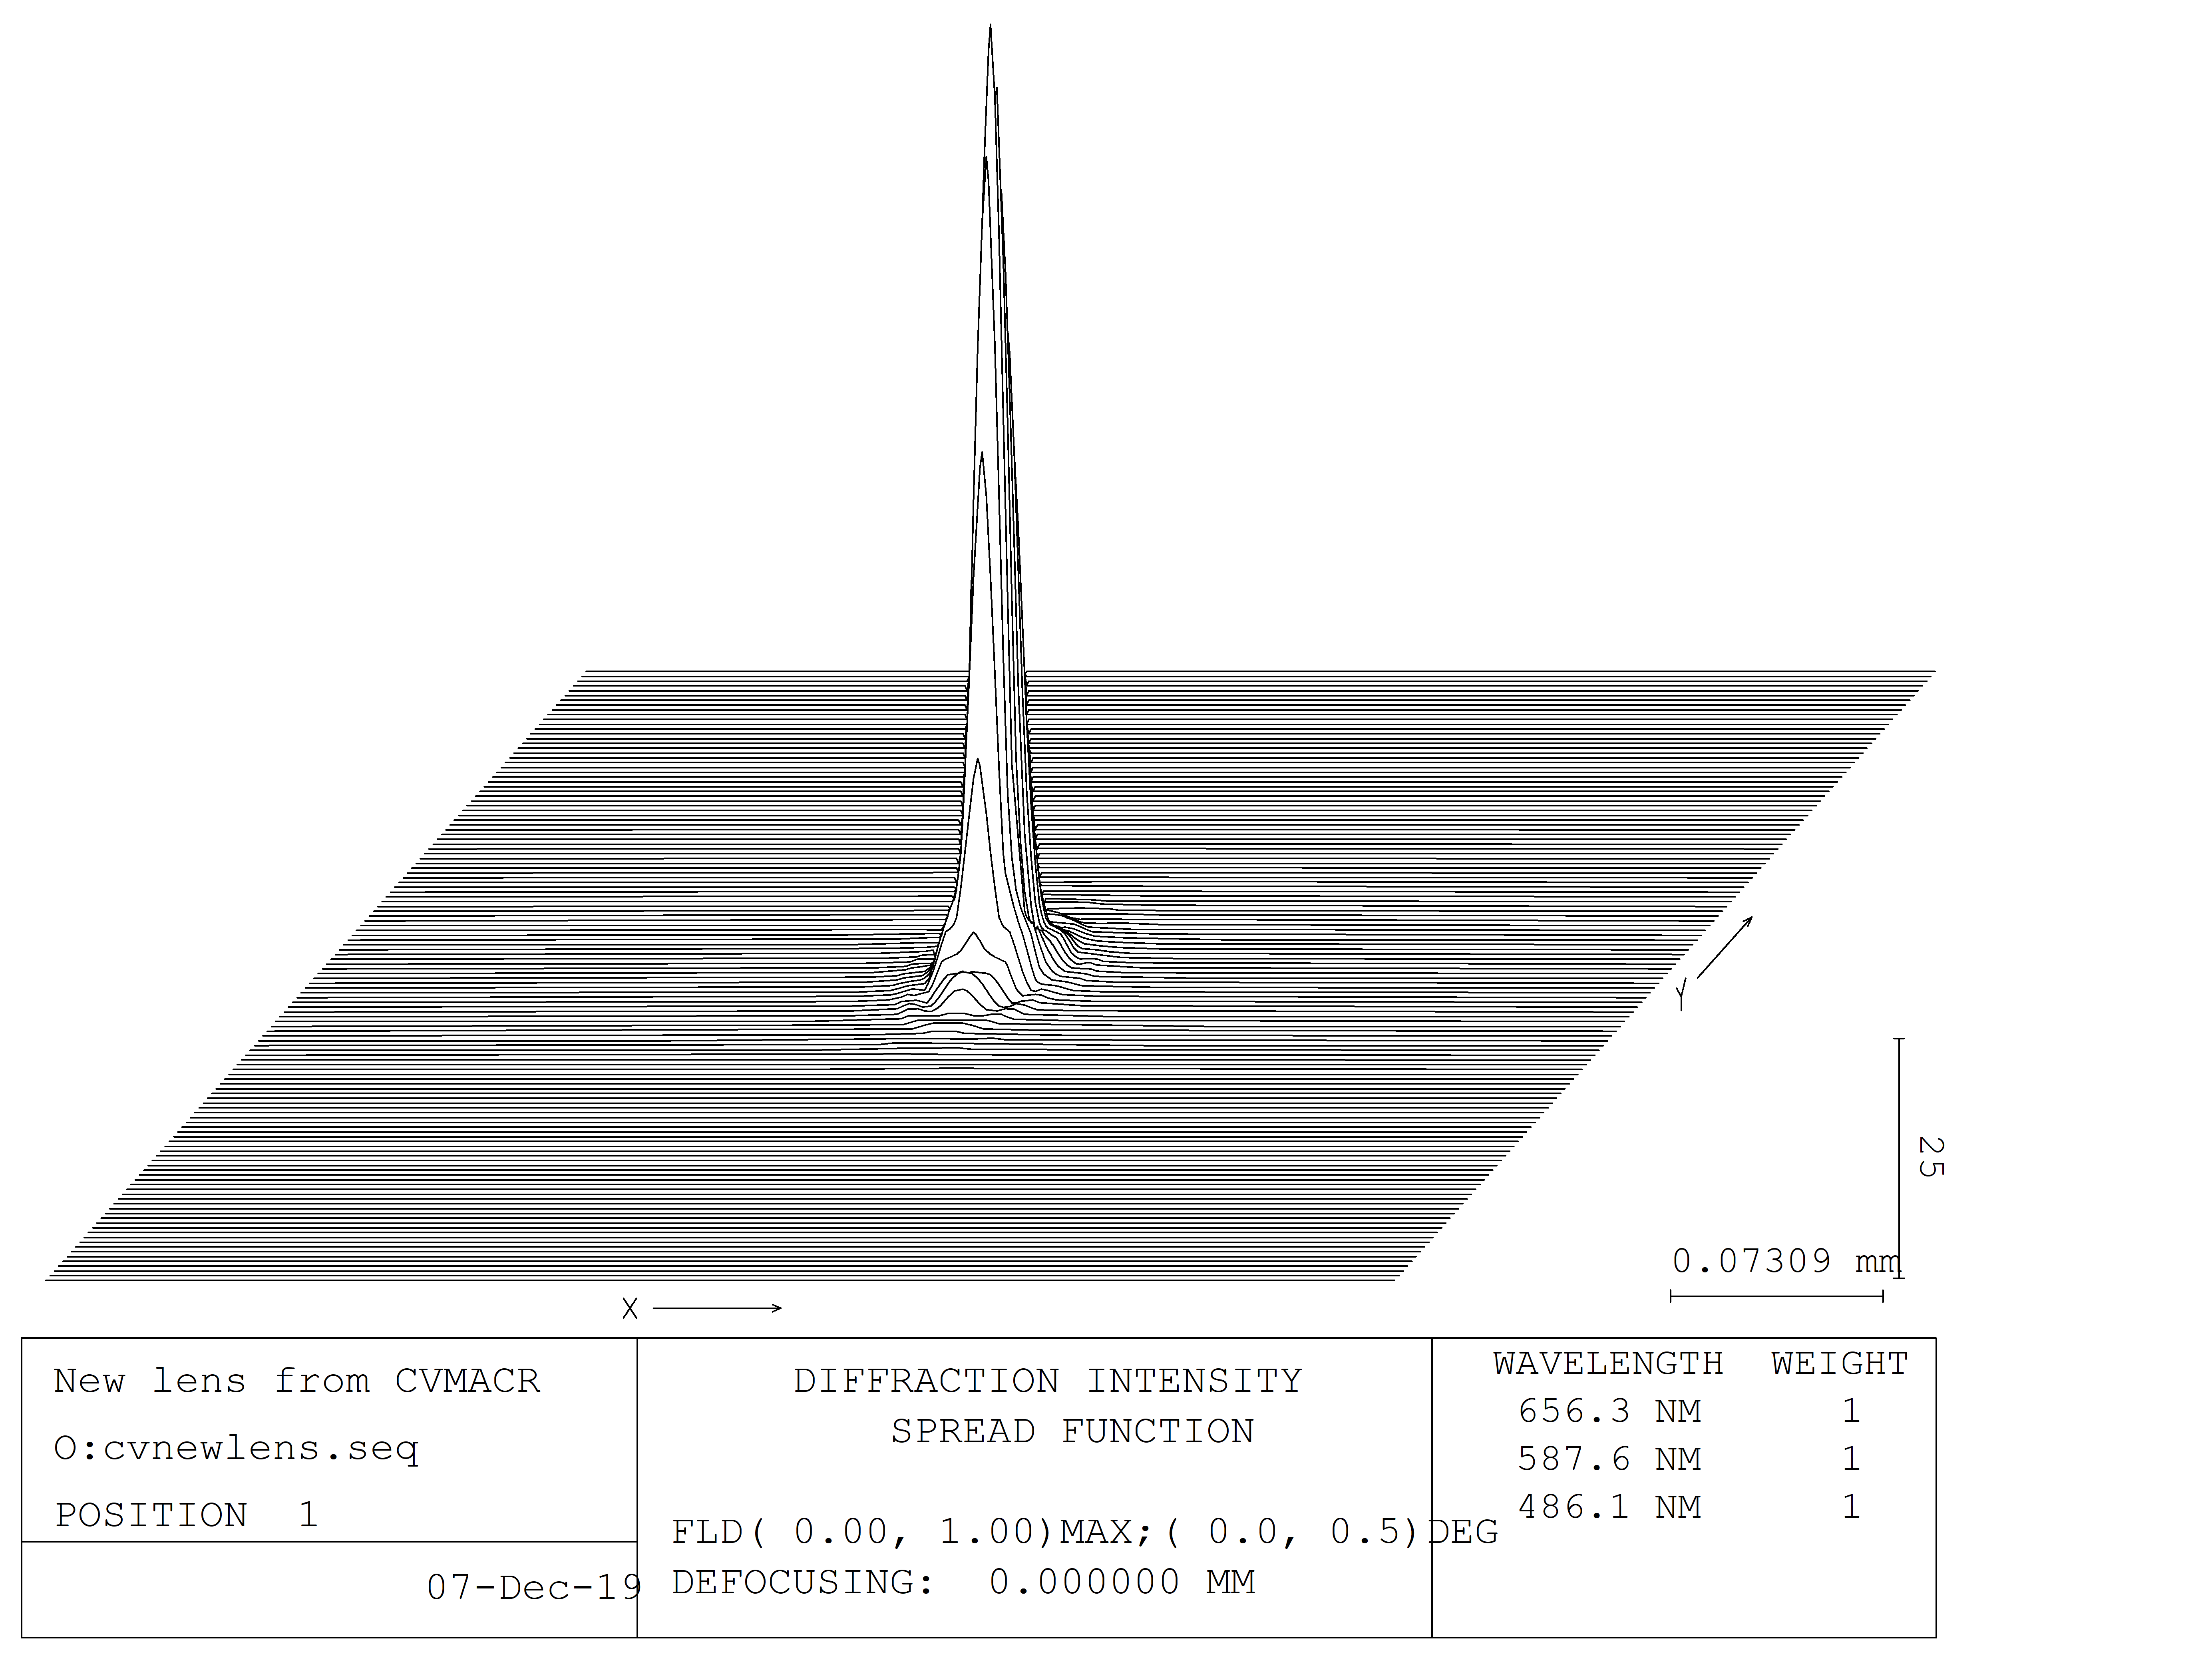 Y
25
0.07309 mm
X
New lens from CVMACR
O:cvnewlens.seq
POSITION  1
07-Dec-19
DIFFRACTION INTENSITY
SPREAD FUNCTION
FLD( 0.00, 1.00)MAX;( 0.0, 0.5)DEG
DEFOCUSING:  0.000000 MM
WAVELENGTH  WEIGHT
656.3 NM  1
587.6 NM  1
486.1 NM  1